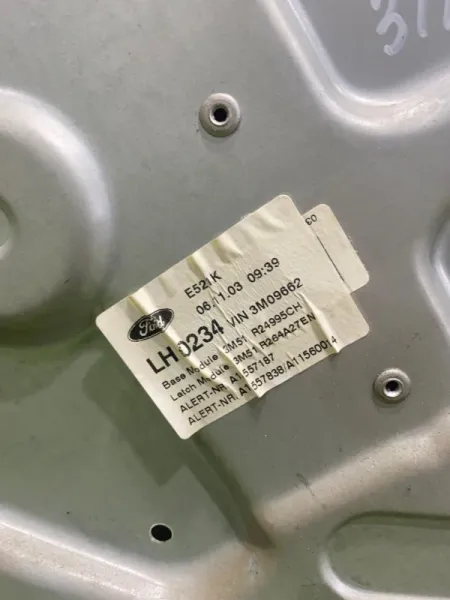 E521K
06.11.03 09:39
Ford
LH 0234 VIN 3M09662
Base Module 3M51 R24995CH
Latch Module 3M51 R264A27EN
ALERT-NR. A1557187
ALERT-NR. A1557838/A1156001